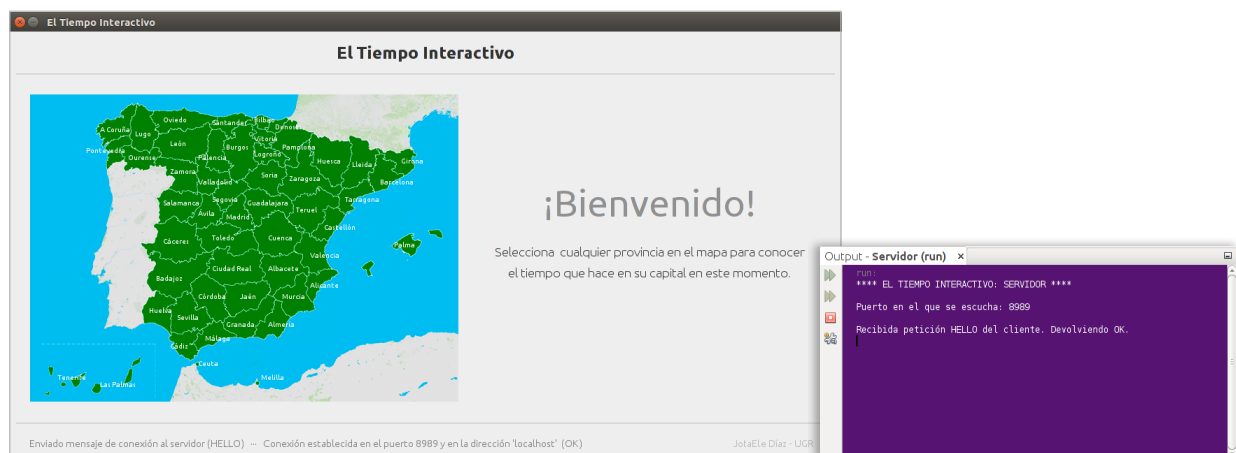 El Tiempo Interactivo
El Tiempo Interactivo
Oviedo
Santander
Bilbao
A Coruña
Lugo
Donosti
Vitoria
León
Burgos
Pamplona
Pontevedra
Ourense
Palencia
Logroño
Huesca
Lleida
Girona
Zamora
Valladolid
Soria
Zaragoza
Barcelona
Salamanca
Segovia
Guadalajara
Tarragona
Ávila
Madrid
Teruel
Castellón
Cáceres
Toledo
Cuenca
Valencia
Palma
Badajoz
Ciudad Real
Albacete
Alicante
Córdoba
Jaén
Murcia
Huelva
Sevilla
Granada
Almería
Cádiz
Málaga
Ceuta
Melilla
Tenerife
Las Palmas
¡Bienvenido!
Selecciona cualquier provincia en el mapa para conocer
el tiempo que hace en su capital en este momento.
Enviado mensaje de conexión al servidor (HELLO) ··· Conexión establecida en el puerto 8989 y en la dirección 'localhost' (OK)
JotaEle Díaz - UGR
Output - Servidor (run) ×
run:
**** EL TIEMPO INTERACTIVO: SERVIDOR ****
Puerto en el que se escucha: 8989
Recibida petición HELLO del cliente. Devolviendo OK.